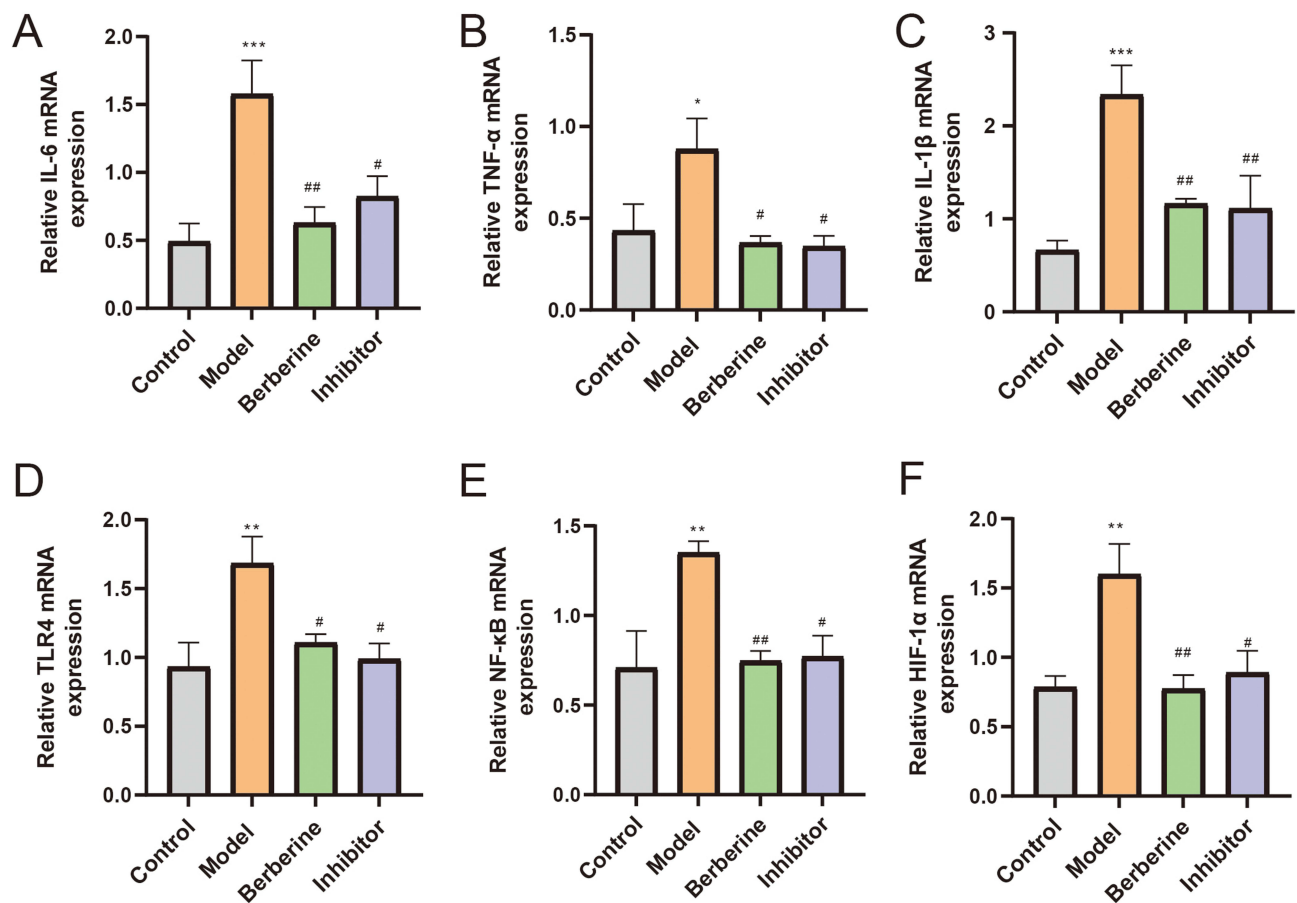 A
Relative IL-6 mRNA
expression
2.0
1.5
1.0
0.5
0.0
***
##
#
Control
Model
Berberine
Inhibitor
B
Relative TNF-α mRNA
expression
1.5
1.0
0.5
0.0
*
#
#
Control
Model
Berberine
Inhibitor
C
Relative IL-1β mRNA
expression
3
2
1
0
***
##
##
Control
Model
Berberine
Inhibitor
D
Relative TLR4 mRNA
expression
2.0
1.5
1.0
0.5
0.0
**
#
#
Control
Model
Berberine
Inhibitor
E
Relative NF-κB mRNA
expression
1.5
1.0
0.5
0.0
**
##
#
Control
Model
Berberine
Inhibitor
F
Relative HIF-1α mRNA
expression
2.0
1.5
1.0
0.5
0.0
**
##
#
Control
Model
Berberine
Inhibitor